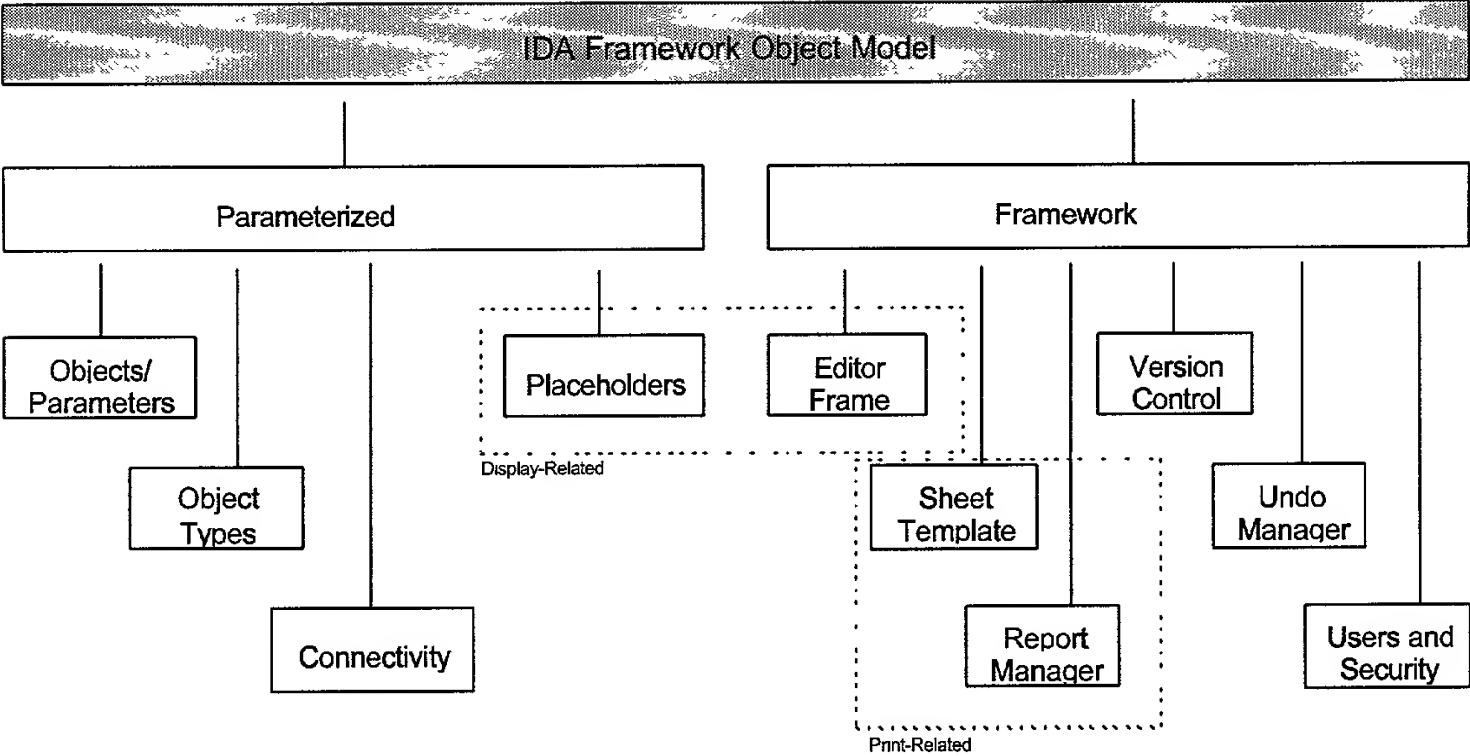 IDA Framework Object Model
Parameterized
Framework
Objects/
Parameters
Placeholders
Editor
Frame
Version
Control
Display-Related
Object
Types
Sheet
Template
Undo
Manager
Connectivity
Report
Manager
Users and
Security
Print-Related